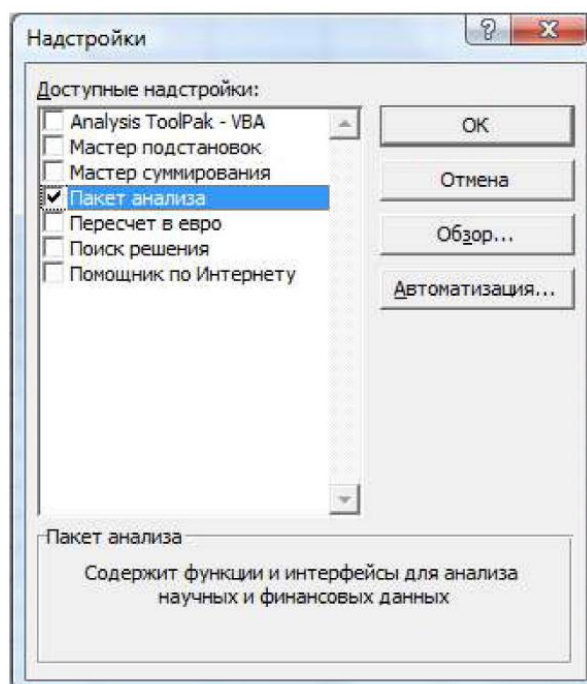 Надстройки
Доступные надстройки:
Analysis ToolPak - VBA
Мастер подстановок
Мастер суммирования
Пакет анализа
Пересчет в евро
Поиск решения
Помощник по Интернету
ОК
Отмена
Обзор...
Автоматизация...
Пакет анализа
Содержит функции и интерфейсы для анализа
научных и финансовых данных